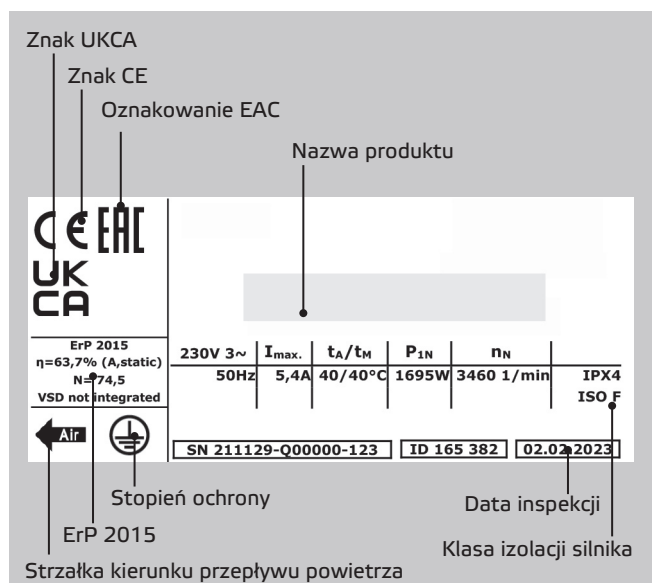 Znak UKCA
Znak CE
Oznakowanie EAC
Nazwa produktu
CE EAC
UK
CA
ErP 2015
η=63,7% (A,static)
N= 74,5
VSD not integrated
230V 3~ Imax. tA/tM P1N nN
50Hz 5,4A 40/40°C 1695W 3460 1/min IPX4
ISO F
Air
SN 211129-Q00000-123 ID 165 382 02.02.2023
Stopień ochrony
Data inspekcji
ErP 2015
Klasa izolacji silnika
Strzałka kierunku przepływu powietrza